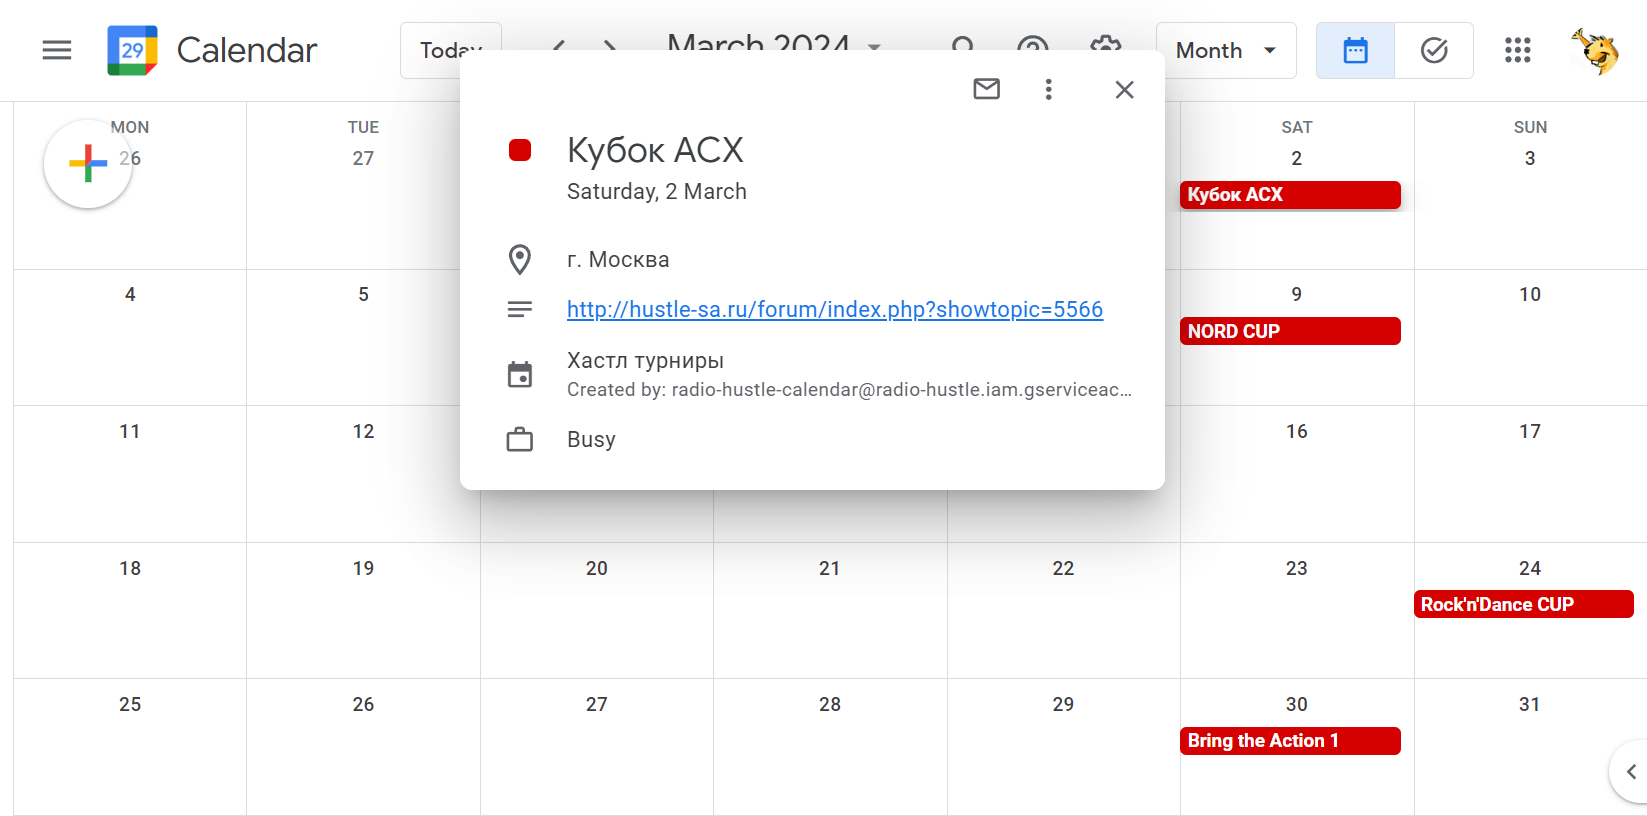 29 Calendar Today March 2024 Month
MON TUE SAT SUN
26 27 2 3
Кубок АСХ
Saturday, 2 March
г. Москва
http://hustle-sa.ru/forum/index.php?showtopic=5566
Хастл турниры
Created by: radio-hustle-calendar@radio-hustle.iam.gserviceac...
Busy
Кубок АСХ
4 5 9 10
NORD CUP
11 12 16 17
18 19 20 21 22 23 24
Rock'n'Dance CUP
25 26 27 28 29 30 31
Bring the Action 1